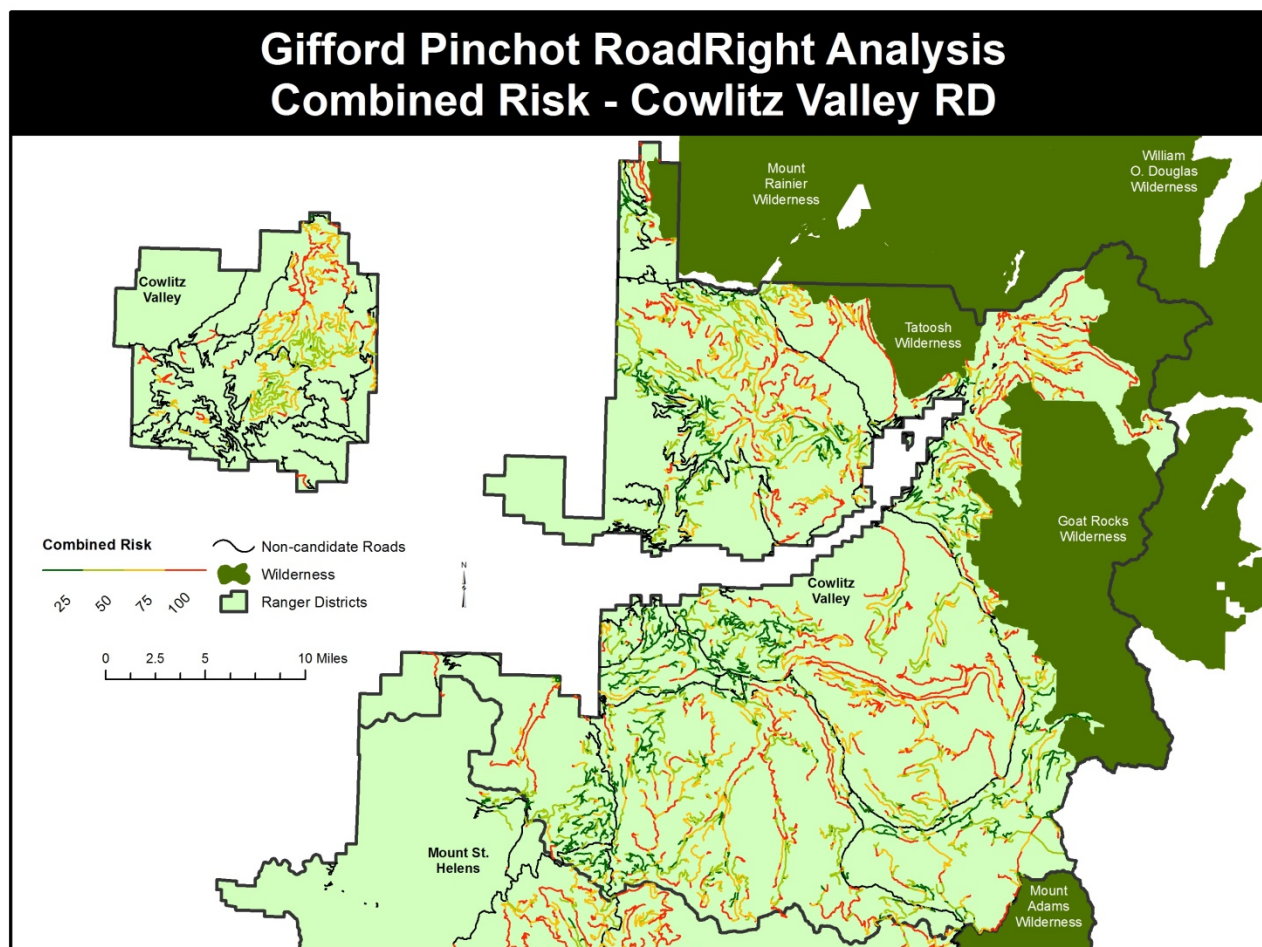 Gifford Pinchot RoadRight Analysis
Combined Risk - Cowlitz Valley RD
Mount
Rainier
Wilderness
William
O. Douglas
Wilderness
Cowlitz
Valley
Tatoosh
Wilderness
Goat Rocks
Wilderness
Combined Risk
25 50 75 100
Non-candidate Roads
Wilderness
Ranger Districts
N
0 2.5 5 10 Miles
Cowlitz
Valley
Mount St.
Helens
Mount
Adams
Wilderness